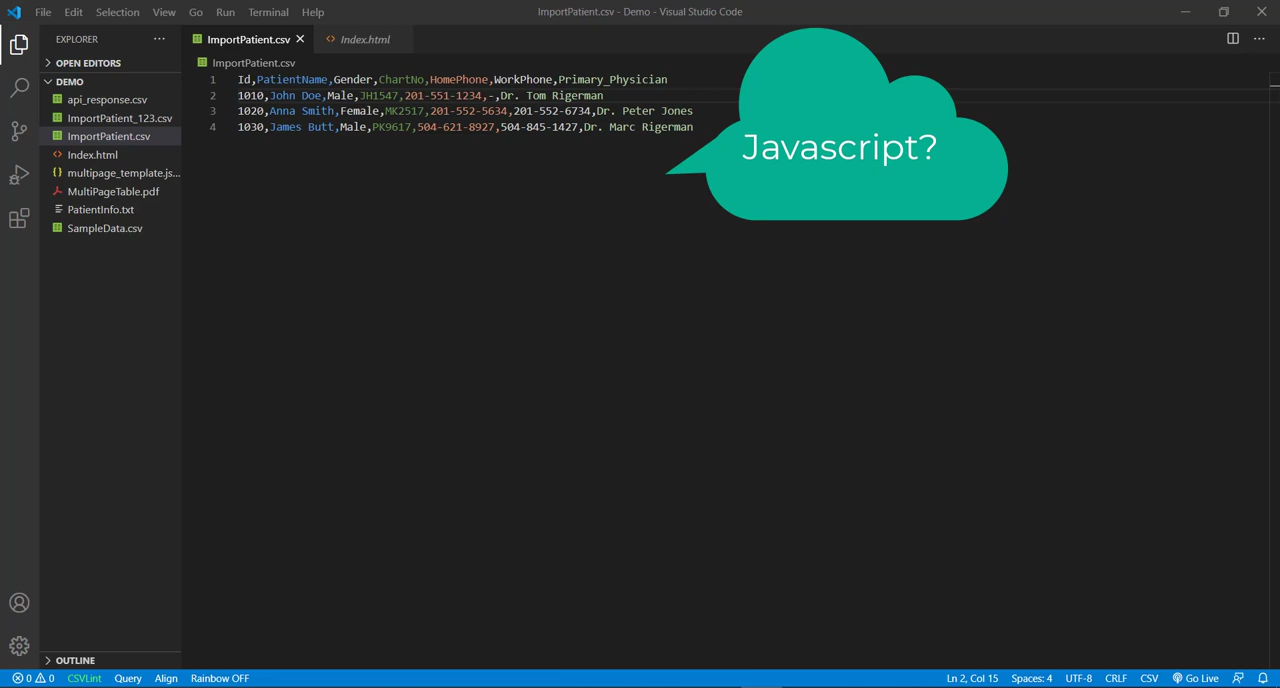 File Edit Selection View Go Run Terminal Help
ImportPatient.csv - Demo - Visual Studio Code
EXPLORER
ImportPatient.csv
Index.html
OPEN EDITORS
DEMO
api_response.csv
ImportPatient_123.csv
ImportPatient.csv
Index.html
multipage_template.js...
MultiPageTable.pdf
PatientInfo.txt
SampleData.csv
ImportPatient.csv
1 Id,PatientName,Gender,ChartNo,HomePhone,WorkPhone,Primary_Physician
2 1010,John Doe,Male,JH1547,201-551-1234,-,Dr. Tom Rigerman
3 1020,Anna Smith,Female,MK2517,201-552-5634,201-552-6734,Dr. Peter Jones
4 1030,James Butt,Male,PK9617,504-621-8927,504-845-1427,Dr. Marc Rigerman
Javascript?
OUTLINE
0 0 CSVLint Query Align Rainbow OFF
Ln 2, Col 15 Spaces: 4 UTF-8 CRLF CSV Go Live